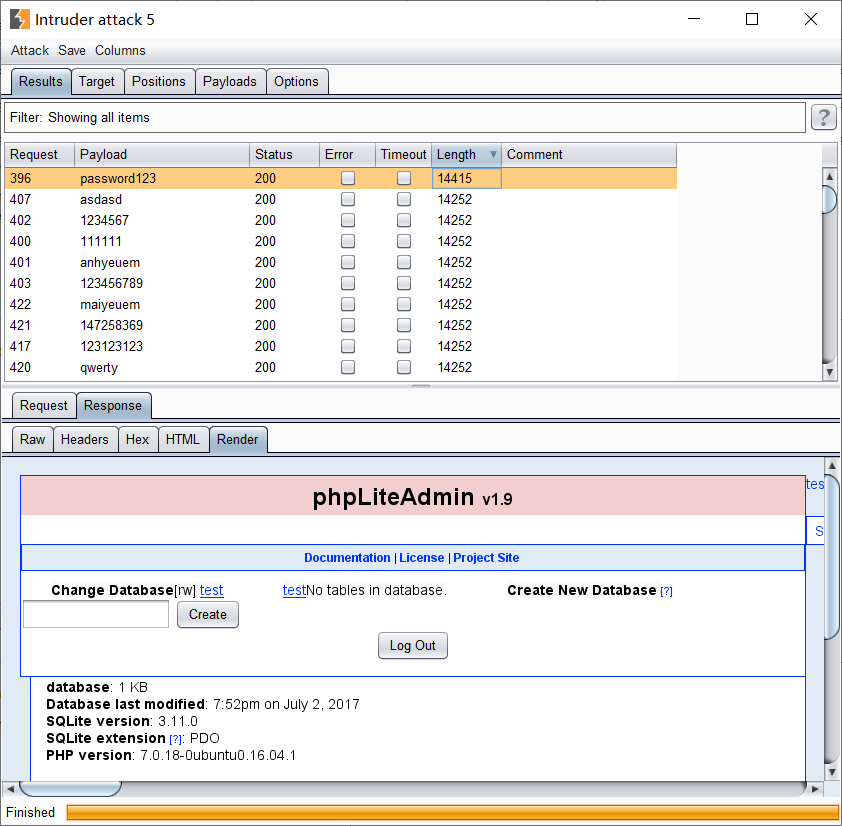 Intruder attack 5
Attack Save Columns
Results Target Positions Payloads Options
Filter: Showing all items ?
Request Payload Status Error Timeout Length Comment
396 password123 200 14415
407 asdasd 200 14252
402 1234567 200 14252
400 111111 200 14252
401 anhyeuem 200 14252
403 123456789 200 14252
422 maiyeuem 200 14252
421 147258369 200 14252
417 123123123 200 14252
420 qwerty 200 14252
Request Response
Raw Headers Hex HTML Render
phpLiteAdmin v1.9
tes
S
Documentation | License | Project Site
Change Database[rw] test testNo tables in database. Create New Database [?]
Create
Log Out
database: 1 KB
Database last modified: 7:52pm on July 2, 2017
SQLite version: 3.11.0
SQLite extension [?]: PDO
PHP version: 7.0.18-0ubuntu0.16.04.1
Finished